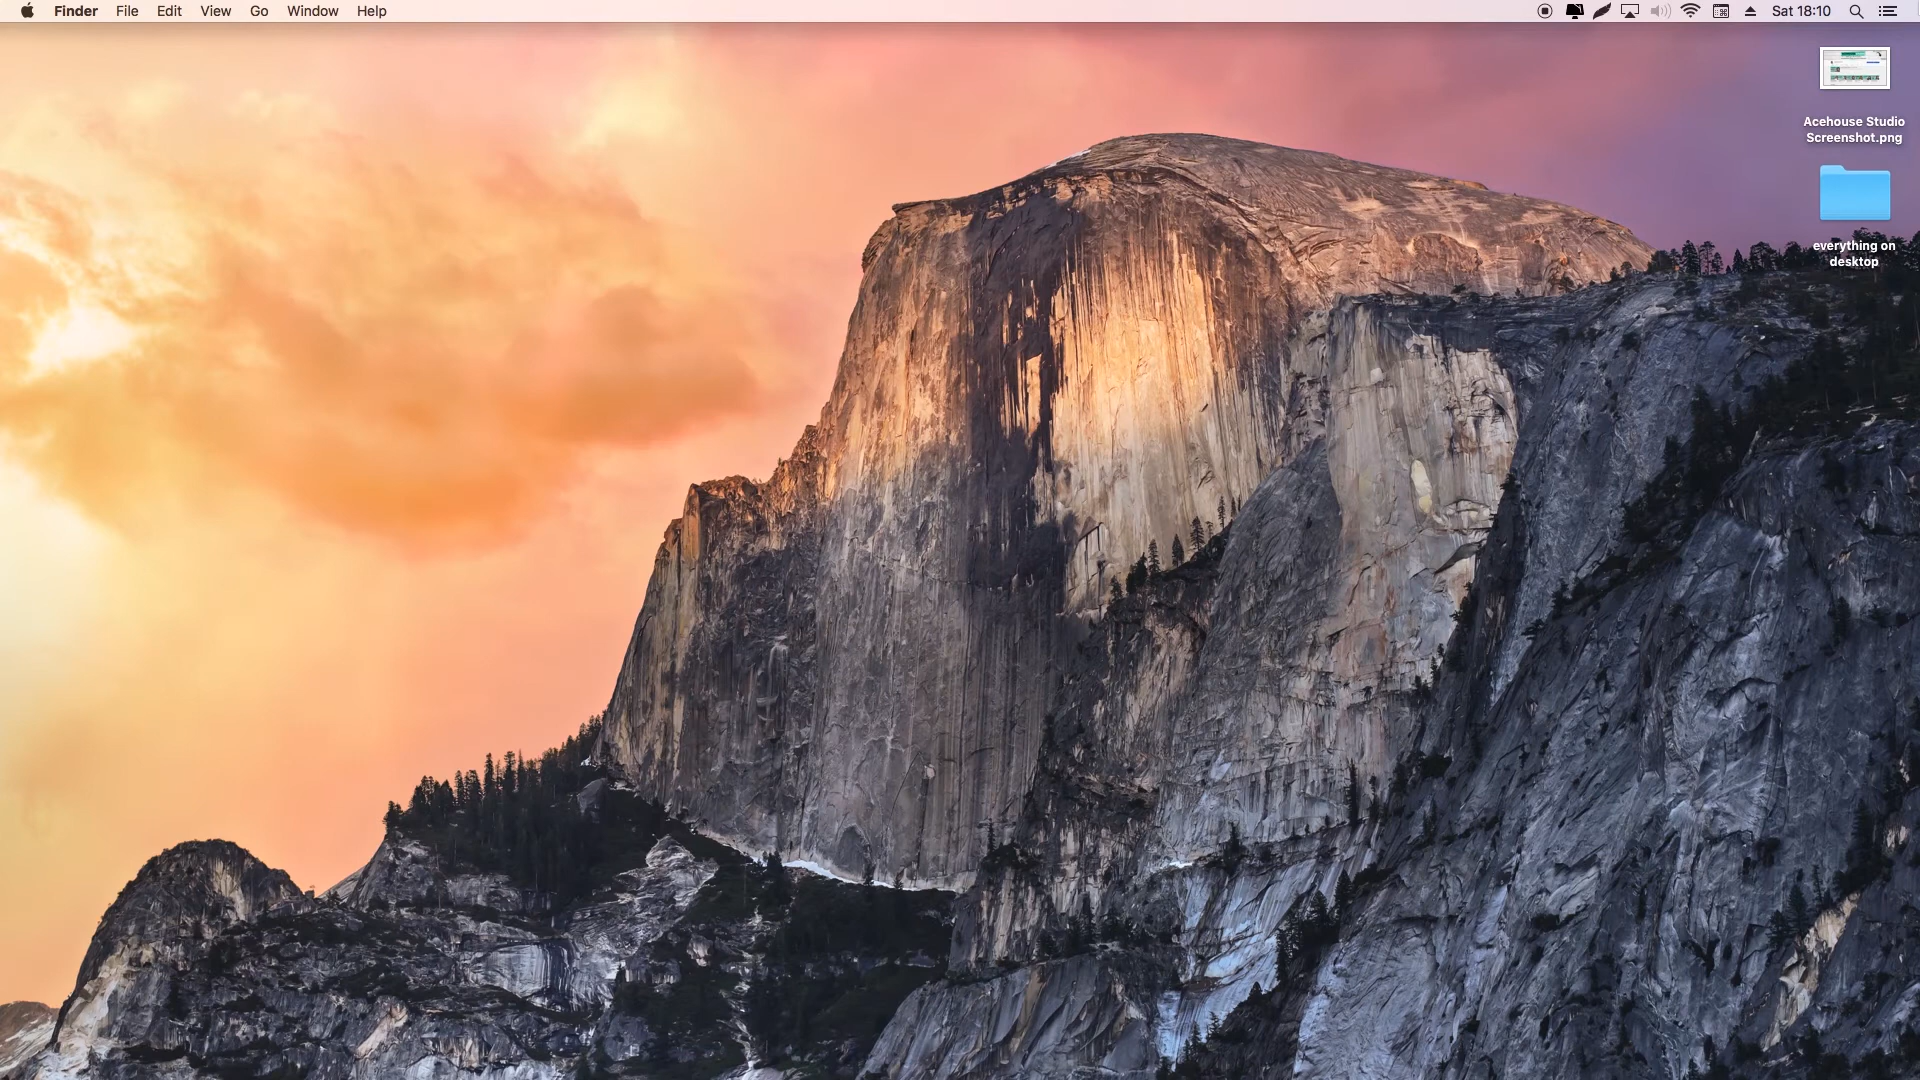 Finder File Edit View Go Window Help Sat 18:10
Acehouse Studio
Screenshot.png
everything on
desktop